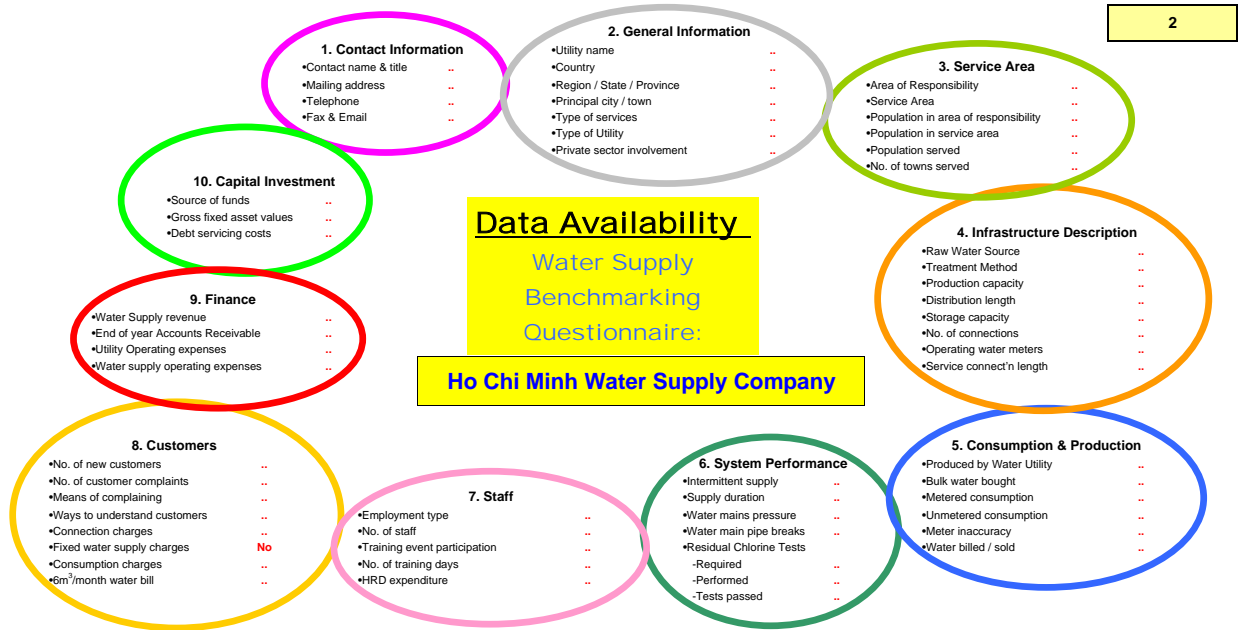 2
1. Contact Information
•Contact name & title ..
•Mailing address ..
•Telephone ..
•Fax & Email ..
2. General Information
•Utility name ..
•Country ..
•Region / State / Province ..
•Principal city / town ..
•Type of services ..
•Type of Utility ..
•Private sector involvement ..
3. Service Area
•Area of Responsibility ..
•Service Area ..
•Population in area of responsibility ..
•Population in service area ..
•Population served ..
•No. of towns served ..
10. Capital Investment
•Source of funds ..
•Gross fixed asset values ..
•Debt servicing costs ..
Data Availability
Water Supply
Benchmarking
Questionnaire:
Ho Chi Minh Water Supply Company
4. Infrastructure Description
•Raw Water Source ..
•Treatment Method ..
•Production capacity ..
•Distribution length ..
•Storage capacity ..
•No. of connections ..
•Operating water meters ..
•Service connect'n length ..
9. Finance
•Water Supply revenue ..
•End of year Accounts Receivable ..
•Utility Operating expenses ..
•Water supply operating expenses ..
8. Customers
•No. of new customers ..
•No. of customer complaints ..
•Means of complaining ..
•Ways to understand customers ..
•Connection charges ..
•Fixed water supply charges No
•Consumption charges ..
•6m³/month water bill ..
7. Staff
•Employment type ..
•No. of staff ..
•Training event participation ..
•No. of training days ..
•HRD expenditure ..
6. System Performance
•Intermittent supply ..
•Supply duration ..
•Water mains pressure ..
•Water main pipe breaks ..
•Residual Chlorine Tests
-Required ..
-Performed ..
-Tests passed ..
5. Consumption & Production
•Produced by Water Utility ..
•Bulk water bought ..
•Metered consumption ..
•Unmetered consumption ..
•Meter inaccuracy ..
•Water billed / sold ..